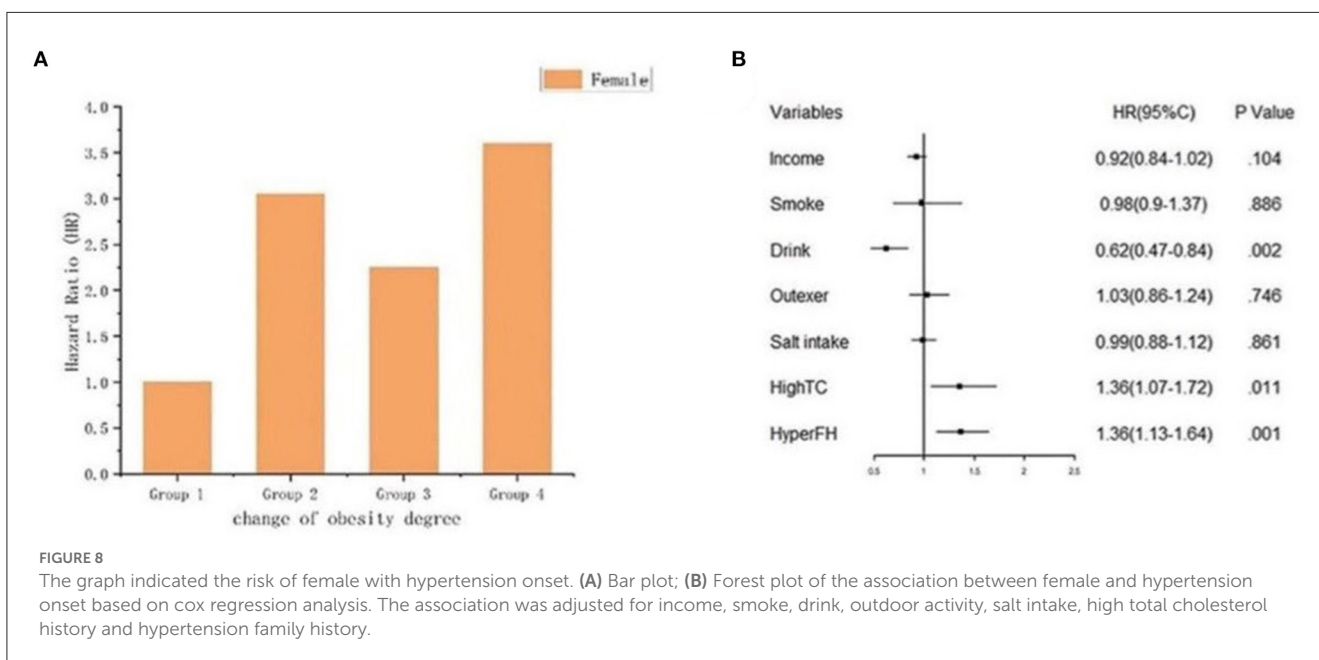 A
Female
4.0
3.5
3.0
2.5
2.0
1.5
1.0
0.5
0.0
Hazard Ratio (HR)
Group 1 Group 2 Group 3 Group 4
change of obesity degree
B
Variables HR(95%C) P Value
Income 0.92(0.84-1.02) .104
Smoke 0.98(0.9-1.37) .886
Drink 0.62(0.47-0.84) .002
Outexer 1.03(0.86-1.24) .746
Salt intake 0.99(0.88-1.12) .861
HighTC 1.36(1.07-1.72) .011
HyperFH 1.36(1.13-1.64) .001
0.5 1 1.5 2 2.5
FIGURE 8
The graph indicated the risk of female with hypertension onset. (A) Bar plot; (B) Forest plot of the association between female and hypertension
onset based on cox regression analysis. The association was adjusted for income, smoke, drink, outdoor activity, salt intake, high total cholesterol
history and hypertension family history.